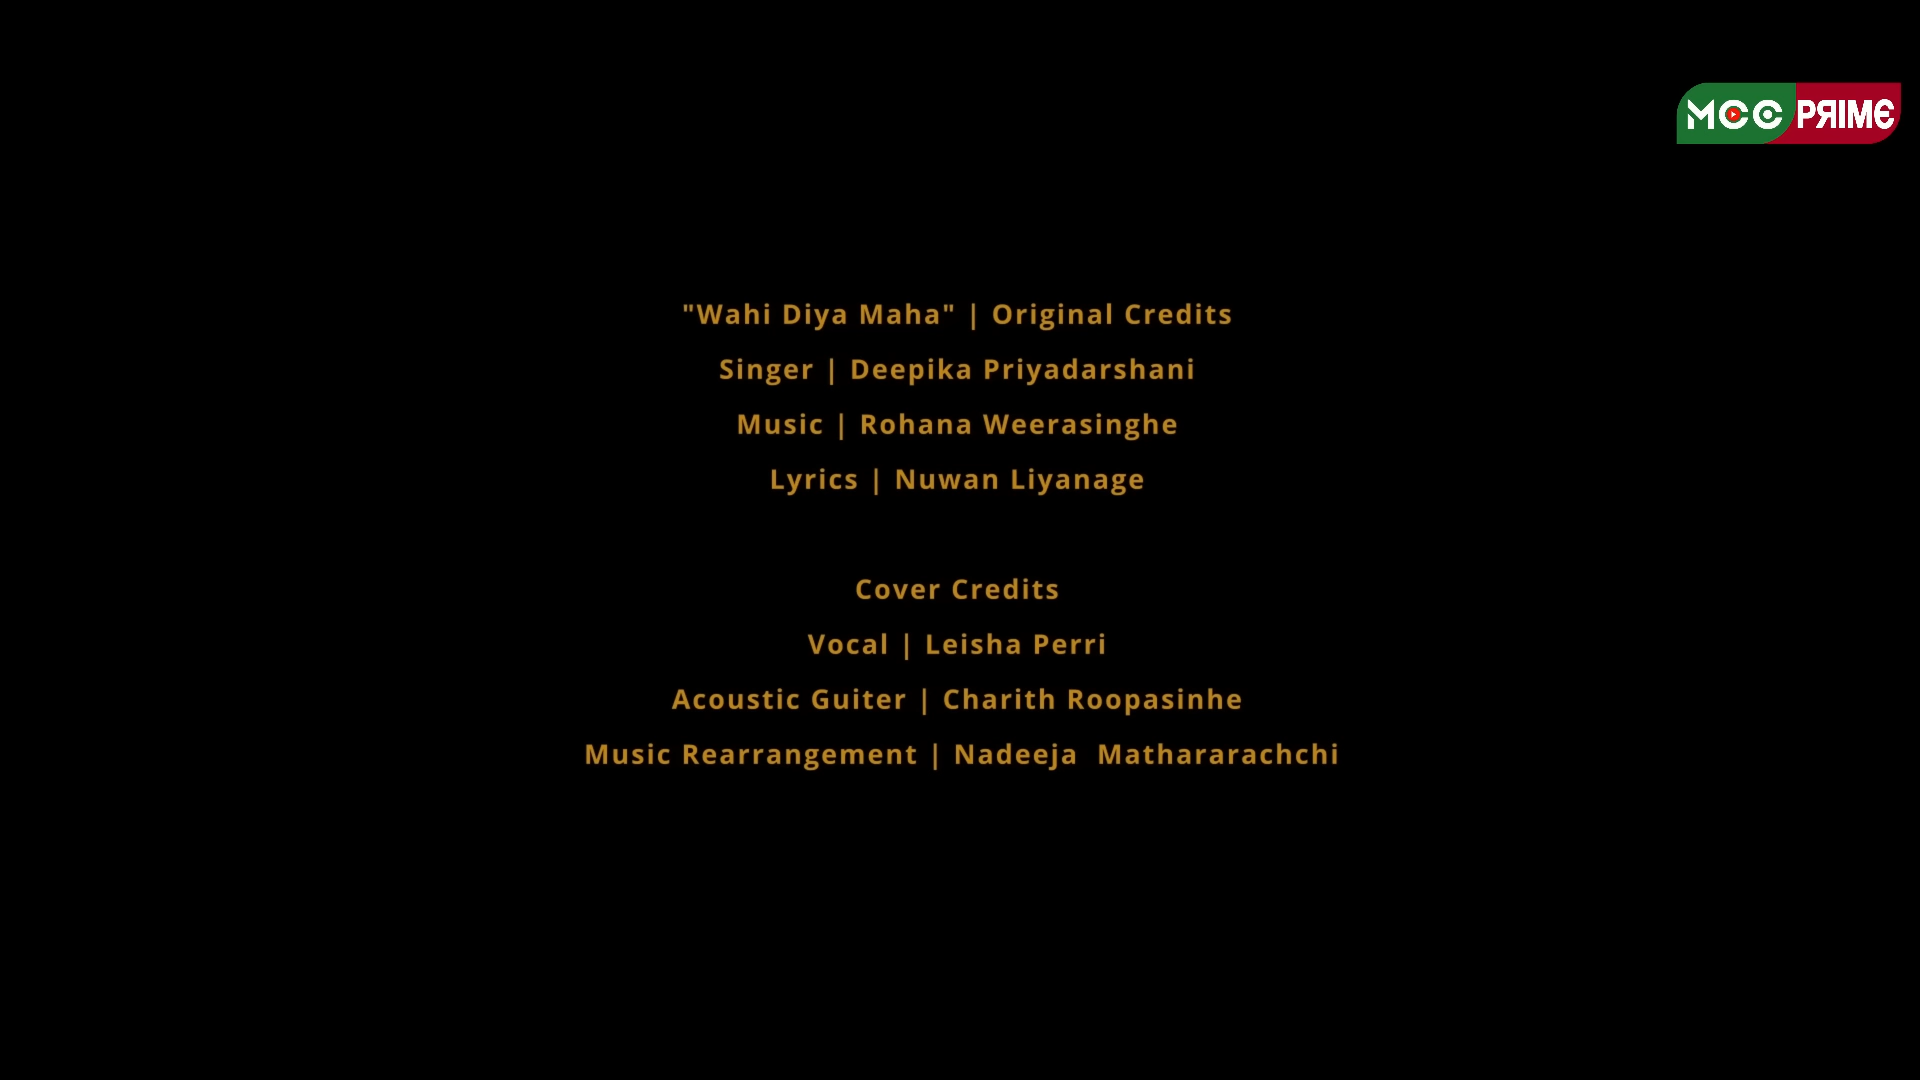 MCC PRIME
"Wahi Diya Maha" | Original Credits
Singer | Deepika Priyadarshani
Music | Rohana Weerasinghe
Lyrics | Nuwan Liyanage
Cover Credits
Vocal | Leisha Perri
Acoustic Guiter | Charith Roopasinhe
Music Rearrangement | Nadeeja  Mathararachchi